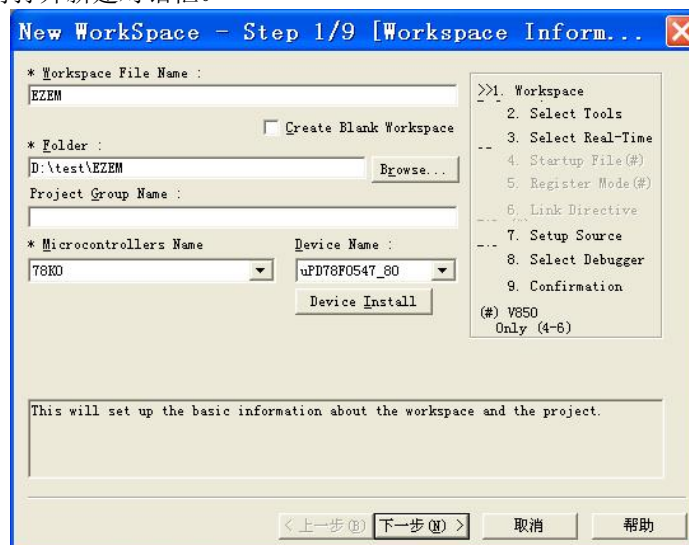 New WorkSpace - Step 1/9 [Workspace Inform...
* Workspace File Name :
EZEM
Create Blank Workspace
* Folder :
D:\test\EZEM
Browse...
Project Group Name :
* Microcontrollers Name
Device Name :
78K0
uPD78F0547_80
Device Install
>>1. Workspace
2. Select Tools
3. Select Real-Time
4. Startup File(#)
5. Register Mode(#)
6. Link Directive
7. Setup Source
8. Select Debugger
9. Confirmation
(#) V850
Only (4-6)
This will set up the basic information about the workspace and the project.
< 上一步(B)
下一步(N) >
取消
帮助